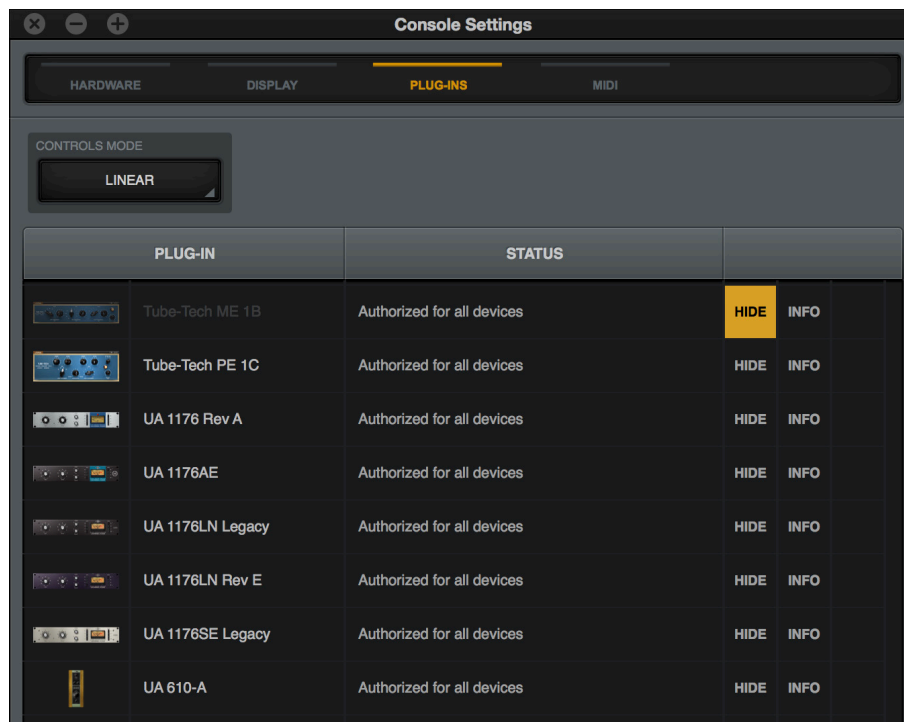 Console Settings
HARDWARE DISPLAY PLUG-INS MIDI
CONTROLS MODE
LINEAR
PLUG-IN STATUS
Tube-Tech ME 1B Authorized for all devices HIDE INFO
Tube-Tech PE 1C Authorized for all devices HIDE INFO
UA 1176 Rev A Authorized for all devices HIDE INFO
UA 1176AE Authorized for all devices HIDE INFO
UA 1176LN Legacy Authorized for all devices HIDE INFO
UA 1176LN Rev E Authorized for all devices HIDE INFO
UA 1176SE Legacy Authorized for all devices HIDE INFO
UA 610-A Authorized for all devices HIDE INFO